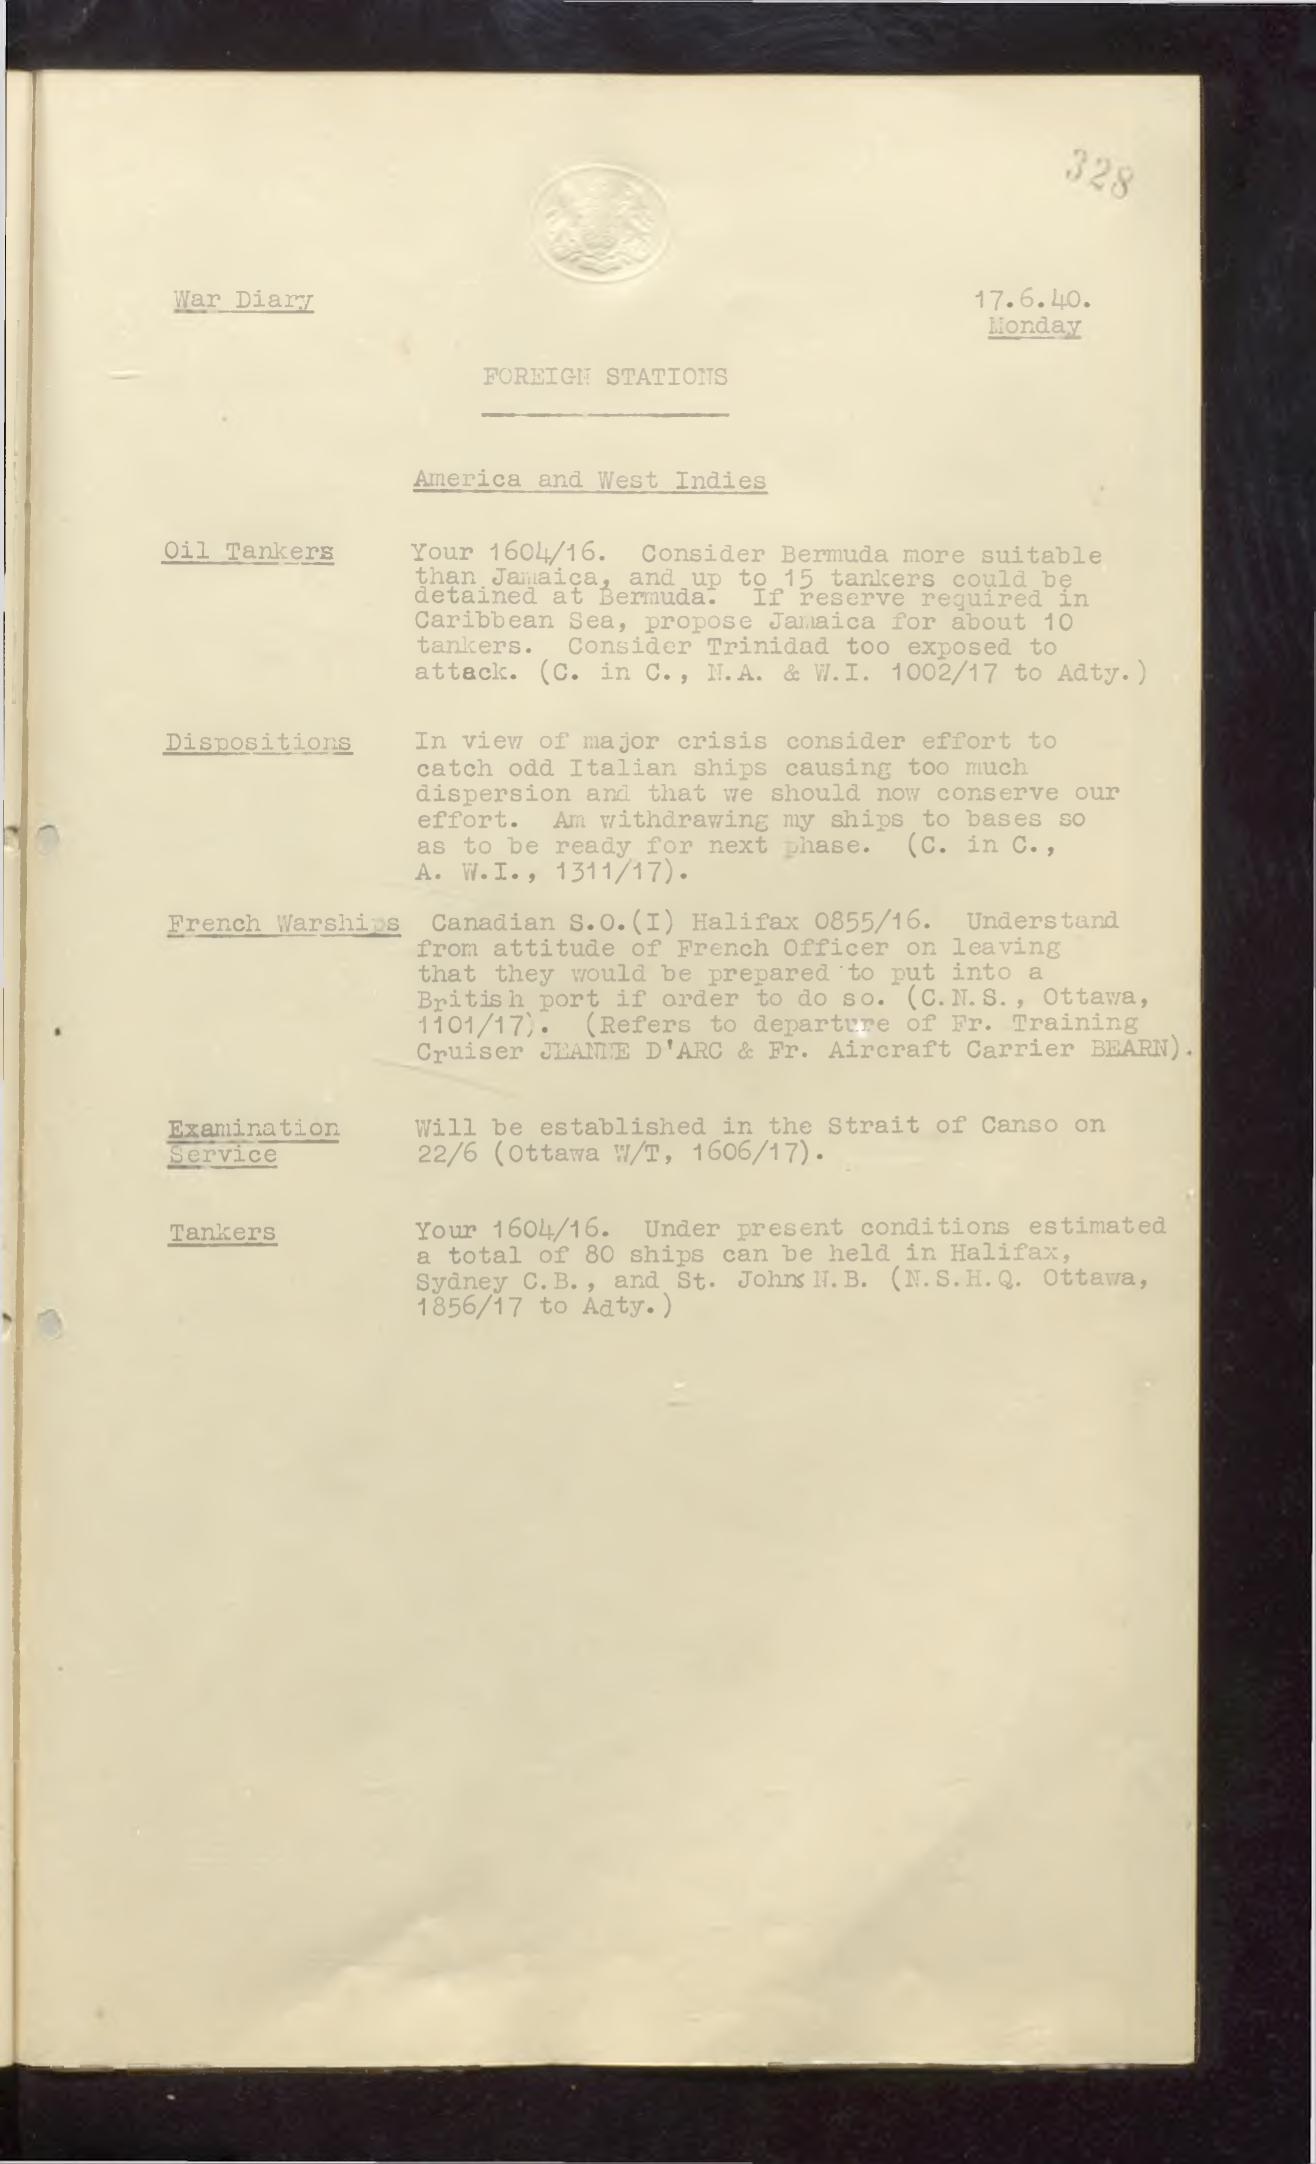 328
War Diary 17.6.40.
Monday
FOREIGN STATIONS
America and West Indies
Oil Tankers Your 1604/16. Consider Bermuda more suitable
than Jamaica, and up to 15 tankers could be
detained at Bermuda. If reserve required in
Caribbean Sea, propose Jamaica for about 10
tankers. Consider Trinidad too exposed to
attack. (C. in C., N.A. & W.I. 1002/17 to Adty.)
Dispositions In view of major crisis consider effort to
catch odd Italian ships causing too much
dispersion and that we should now conserve our
effort. Am withdrawing my ships to bases so
as to be ready for next phase. (C. in C.,
A. W.I., 1311/17).
French Warships Canadian S.O.(I) Halifax 0855/16. Understand
from attitude of French Officer on leaving
that they would be prepared to put into a
British port if order to do so. (C.N.S., Ottawa,
1101/17). (Refers to departure of Fr. Training
Cruiser JEANNE D'ARC & Fr. Aircraft Carrier BEARN).
Examination Will be established in the Strait of Canso on
Service 22/6 (Ottawa W/T, 1606/17).
Tankers Your 1604/16. Under present conditions estimated
a total of 80 ships can be held in Halifax,
Sydney C.B., and St. Johns N.B. (N.S.H.Q. Ottawa,
1856/17 to Adty.)